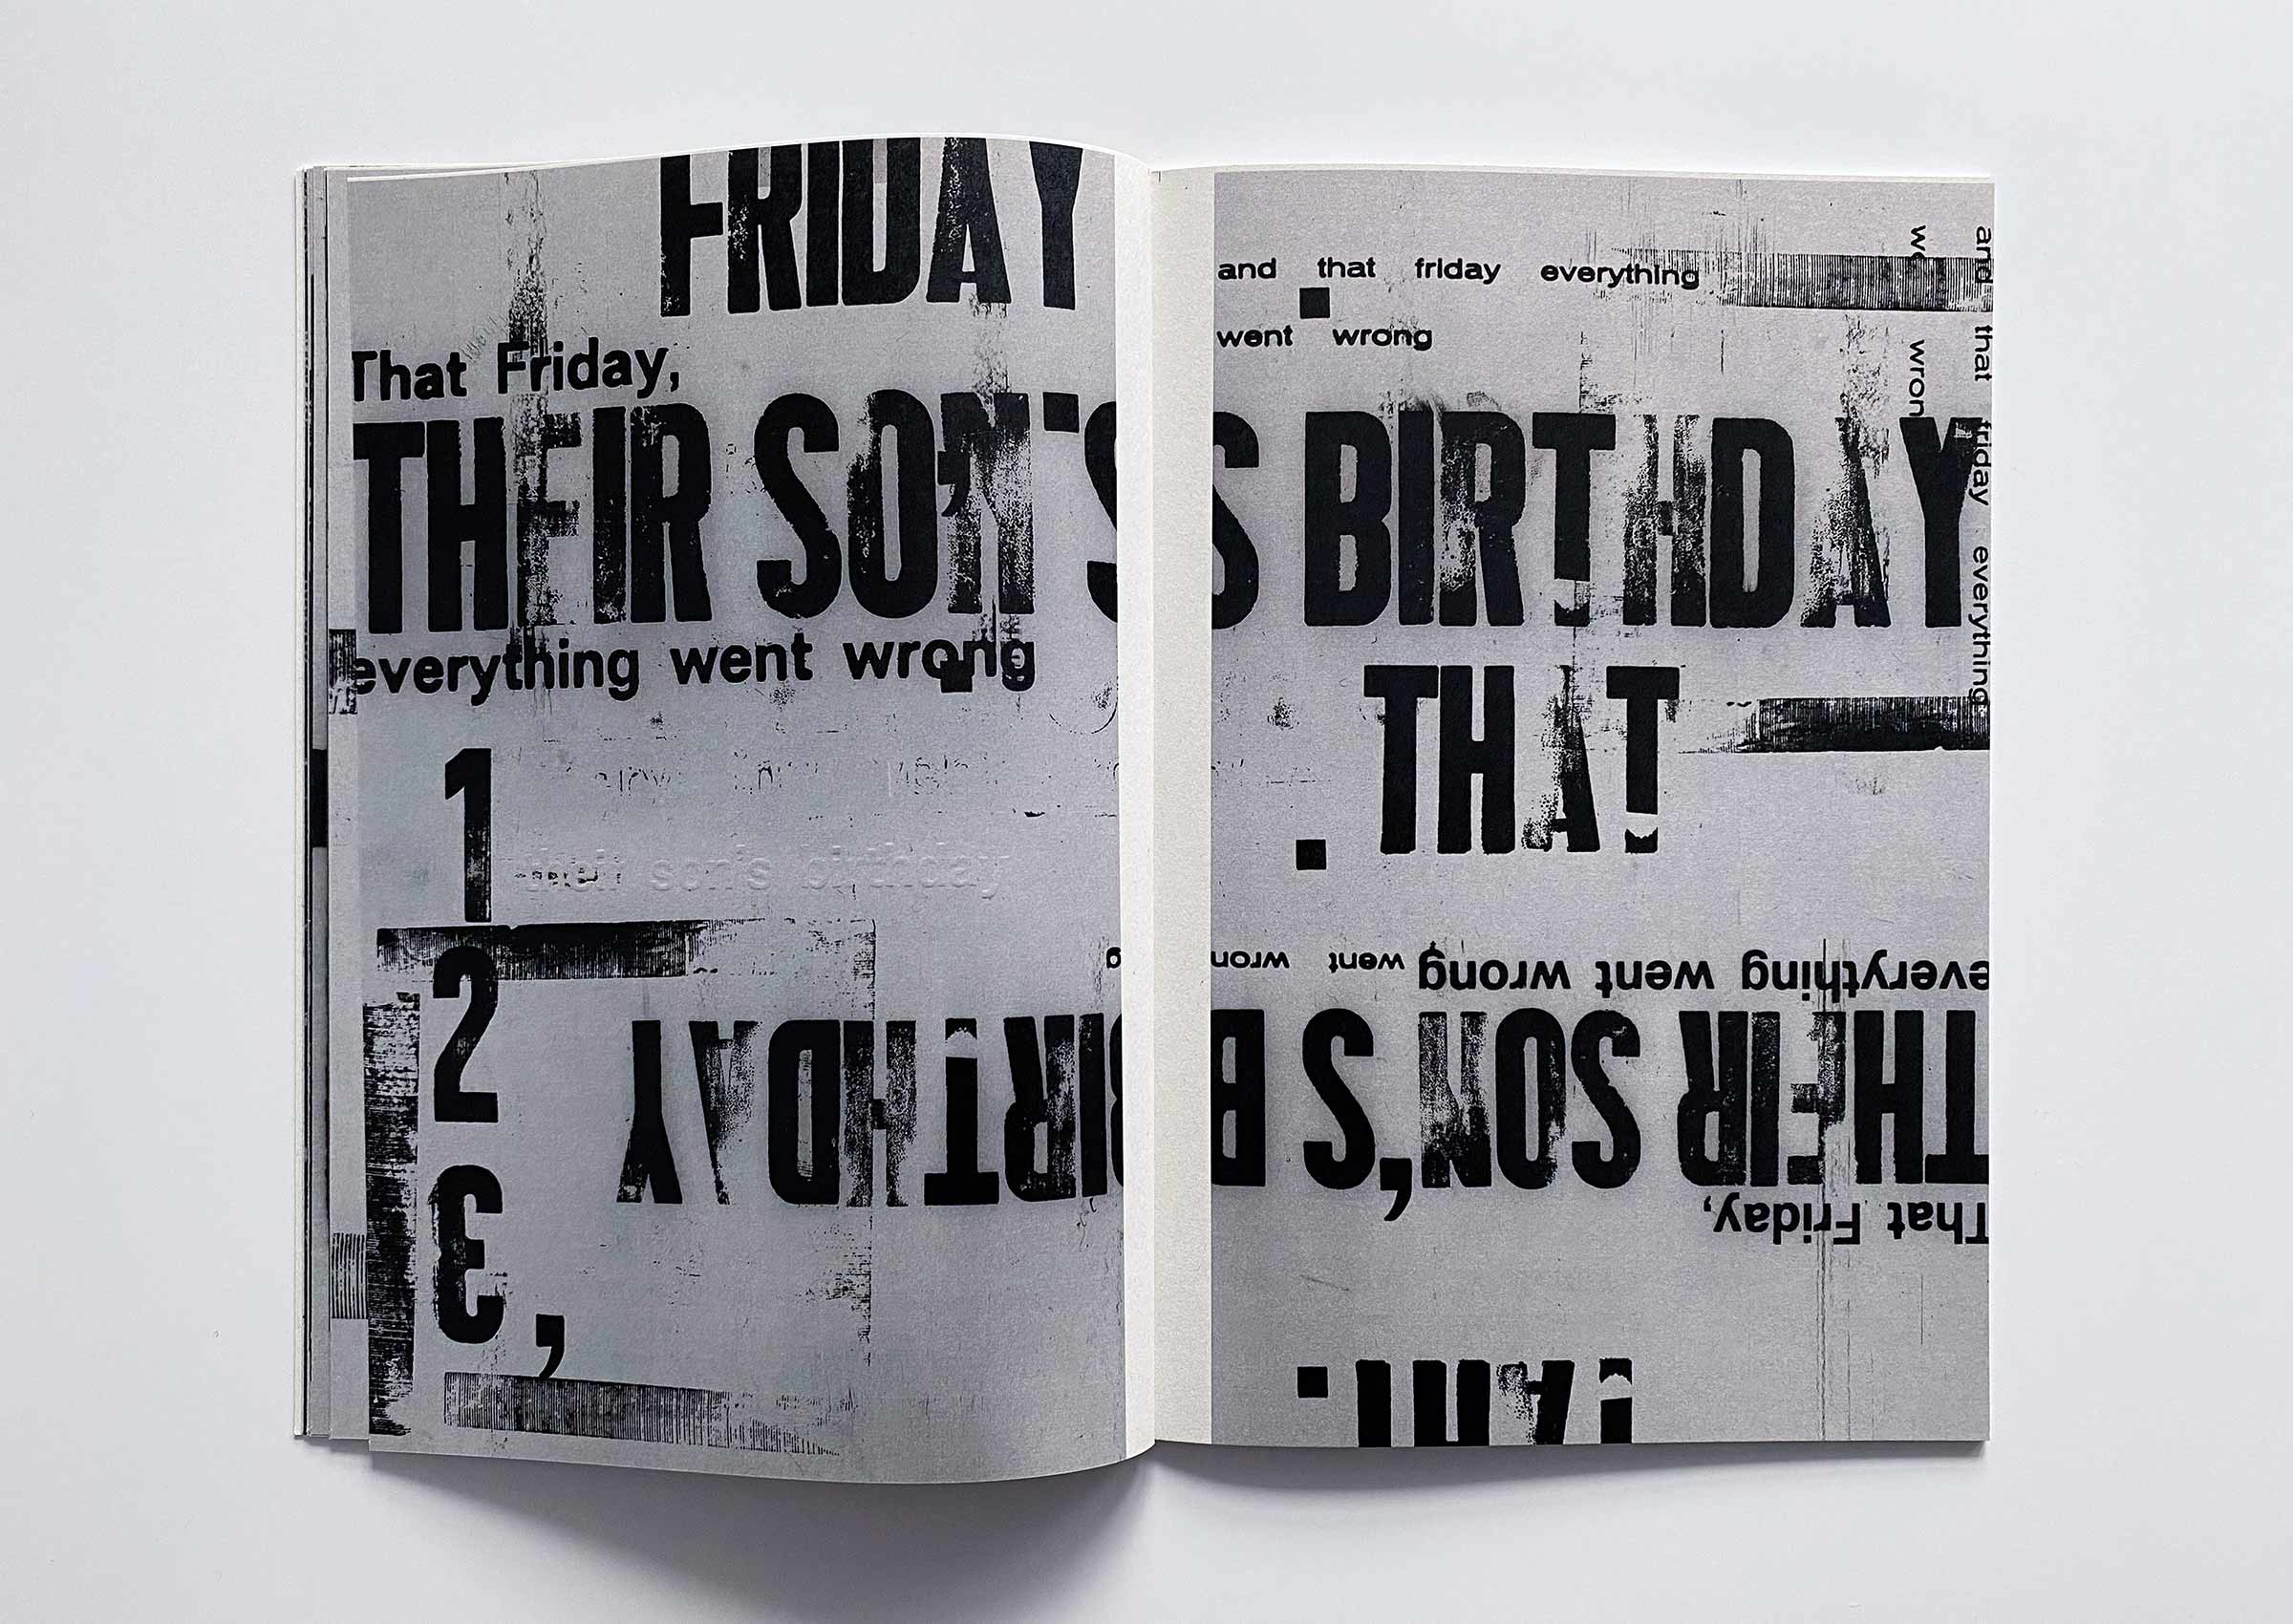 FRIDAY
That Friday,
THEIR SON'S
everything went wrong
1
their son's birthday
2
3,
BIRTHDAY
and that friday everything
went wrong
and that friday everything
wron
S BIRTHDAY
THAT
.
wrong went
everything went wrong
THEIR SON'S B
That Friday,
THAT.